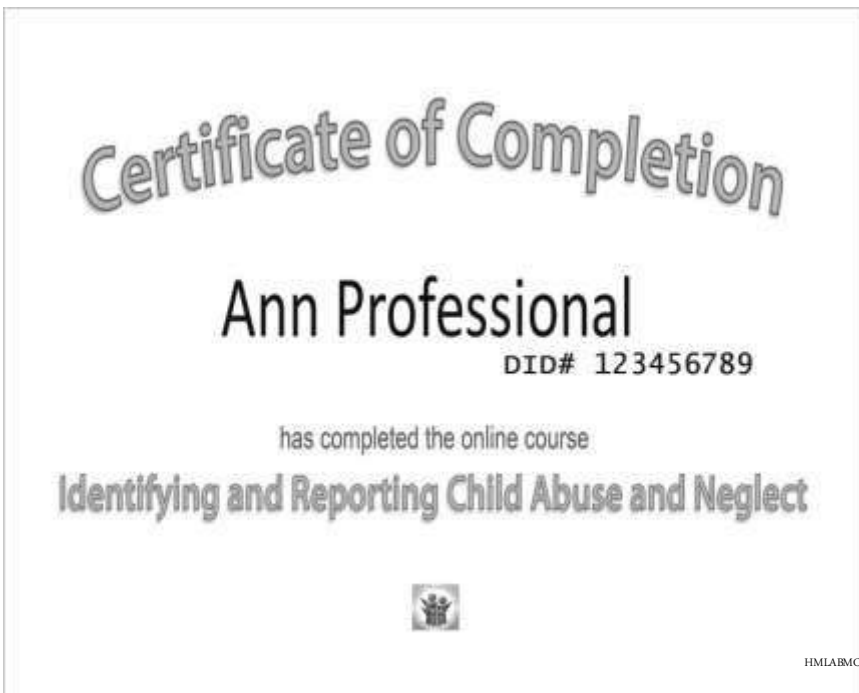 Certificate of Completion
Ann Professional
DID# 123456789
has completed the online course
Identifying and Reporting Child Abuse and Neglect
HMLABMC